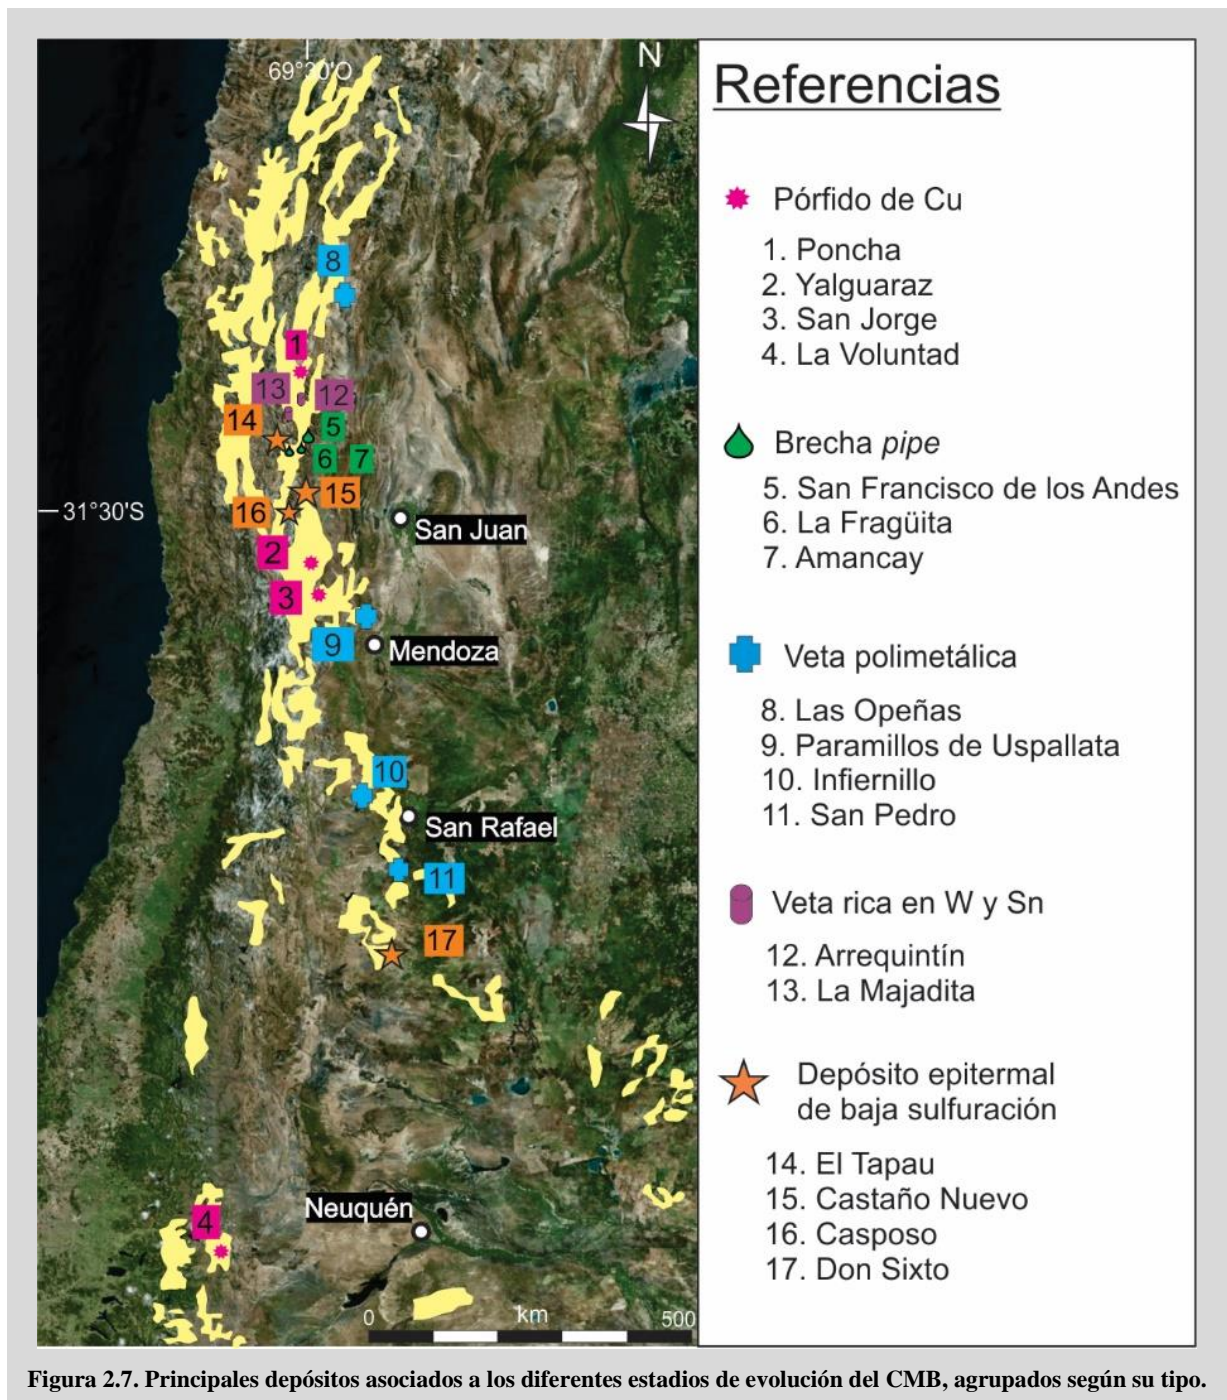 69°30'O
N
8
1
13
12
14
5
6
7
15
31°30'S
16
San Juan
2
3
9
Mendoza
10
San Rafael
11
17
4
Neuquén
0
km
500
Referencias
Pórfido de Cu
1. Poncha
2. Yalguaraz
3. San Jorge
4. La Voluntad
Brecha pipe
5. San Francisco de los Andes
6. La Fragüita
7. Amancay
Veta polimetálica
8. Las Opeñas
9. Paramillos de Uspallata
10. Infiernillo
11. San Pedro
Veta rica en W y Sn
12. Arrequintín
13. La Majadita
Depósito epitermal
de baja sulfuración
14. El Tapau
15. Castaño Nuevo
16. Casposo
17. Don Sixto
Figura 2.7. Principales depósitos asociados a los diferentes estadios de evolución del CMB, agrupados según su tipo.